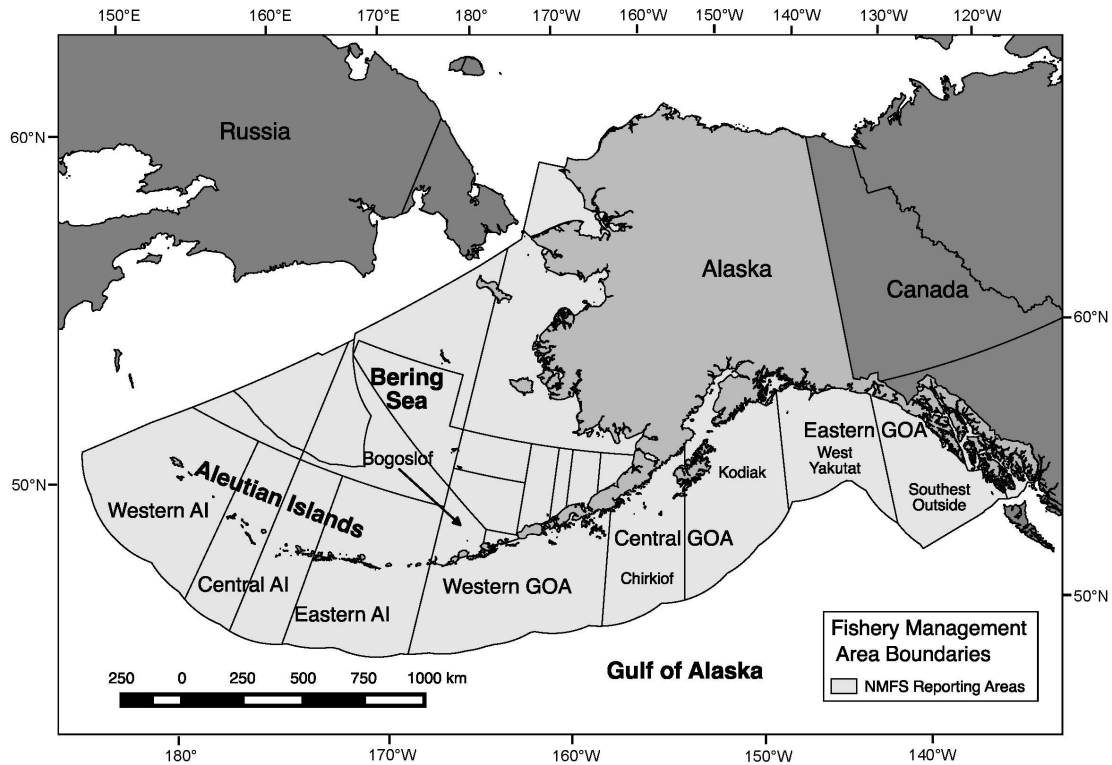 150°E 160°E 170°E 180° 170°W 160°W 150°W 140°W 130°W 120°W
60°N
Russia
Alaska
Canada
60°N
Bering
Sea
Bogoslof
Eastern GOA
West
Yakutat
Kodiak
50°N
Aleutian Islands
Western AI
Southest
Outside
Central GOA
Central AI
Chirkiof
Western GOA
50°N
Eastern AI
Gulf of Alaska
Fishery Management
Area Boundaries
NMFS Reporting Areas
250 0 250 500 750 1000 km
180° 170°W 160°W 150°W 140°W